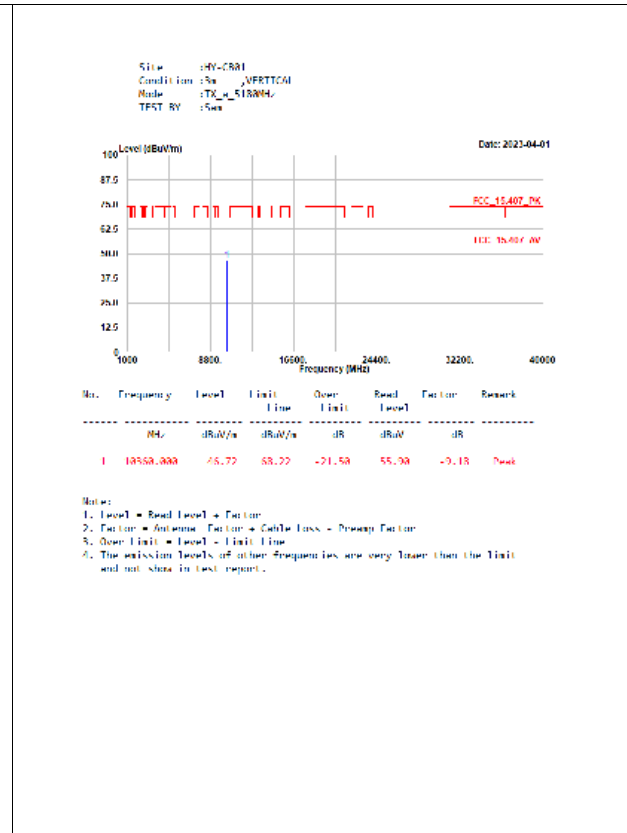 Site :HY-CB01
Condition :3m ,VERTICAL
Mode :TX_a_5180MHz
TEST BY :Sam
Level (dBuV/m)
Date: 2023-04-01
100
87.5
75.0
FCC_15.407_PK
62.5
FCC_15.407_AV
50.0
37.5
25.0
12.5
0
1000 8800. 16600. 24400. 32200. 40000
Frequency (MHz)
No. Frequency Level Limit Over Read Factor Remark
Line Limit Level
MHz dBuV/m dBuV/m dB dBuV dB
1 10360.000 46.72 68.22 -21.50 55.90 -9.18 Peak
Note:
1. Level = Read Level + Factor
2. Factor = Antenna Factor + Cable Loss - Preamp Factor
3. Over Limit = Level - Limit Line
4. The emission levels of other frequencies are very lower than the limit
and not show in test report.